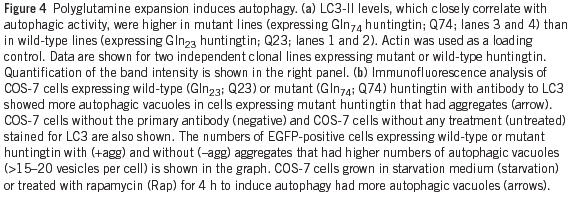 Figure 4 Polyglutamine expansion induces autophagy. (a) LC3-II levels, which closely correlate with
autophagic activity, were higher in mutant lines (expressing Gln74 huntingtin; Q74; lanes 3 and 4) than
in wild-type lines (expressing Gln23 huntingtin; Q23; lanes 1 and 2). Actin was used as a loading
control. Data are shown for two independent clonal lines expressing mutant or wild-type huntingtin.
Quantification of the band intensity is shown in the right panel. (b) Immunofluorescence analysis of
COS-7 cells expressing wild-type (Gln23; Q23) or mutant (Gln74; Q74) huntingtin with antibody to LC3
showed more autophagic vacuoles in cells expressing mutant huntingtin that had aggregates (arrow).
COS-7 cells without the primary antibody (negative) and COS-7 cells without any treatment (untreated)
stained for LC3 are also shown. The numbers of EGFP-positive cells expressing wild-type or mutant
huntingtin with (+agg) and without (–agg) aggregates that had higher numbers of autophagic vacuoles
(>15–20 vesicles per cell) is shown in the graph. COS-7 cells grown in starvation medium (starvation)
or treated with rapamycin (Rap) for 4 h to induce autophagy had more autophagic vacuoles (arrows).